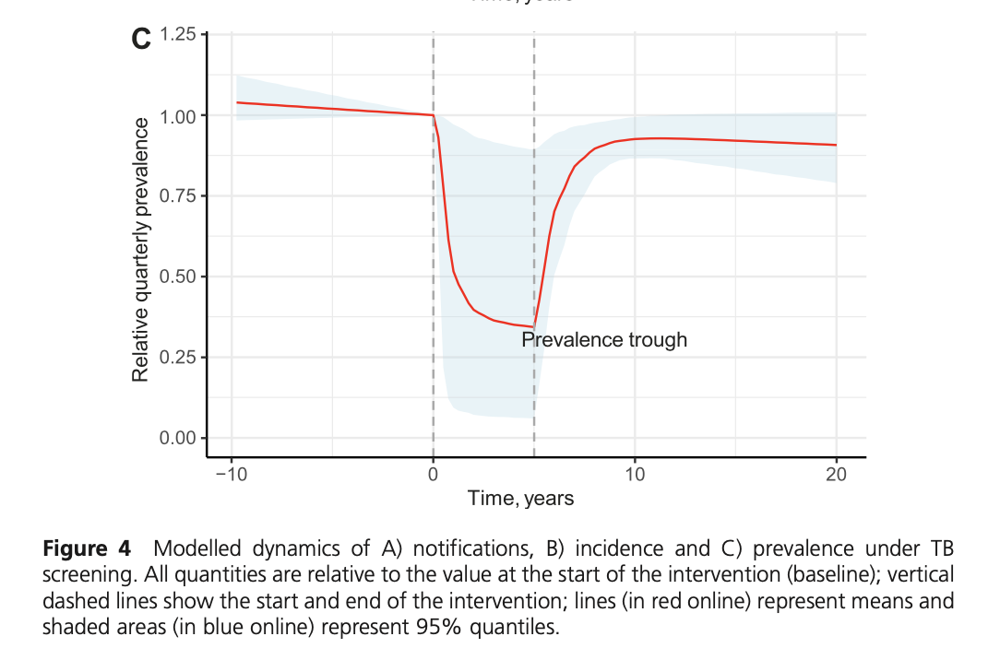 Time, years
C
1.25
1.00
0.75
0.50
0.25
0.00
Relative quarterly prevalence
Prevalence trough
−10
0
10
20
Time, years
Figure 4 Modelled dynamics of A) notifications, B) incidence and C) prevalence under TB
screening. All quantities are relative to the value at the start of the intervention (baseline); vertical
dashed lines show the start and end of the intervention; lines (in red online) represent means and
shaded areas (in blue online) represent 95% quantiles.